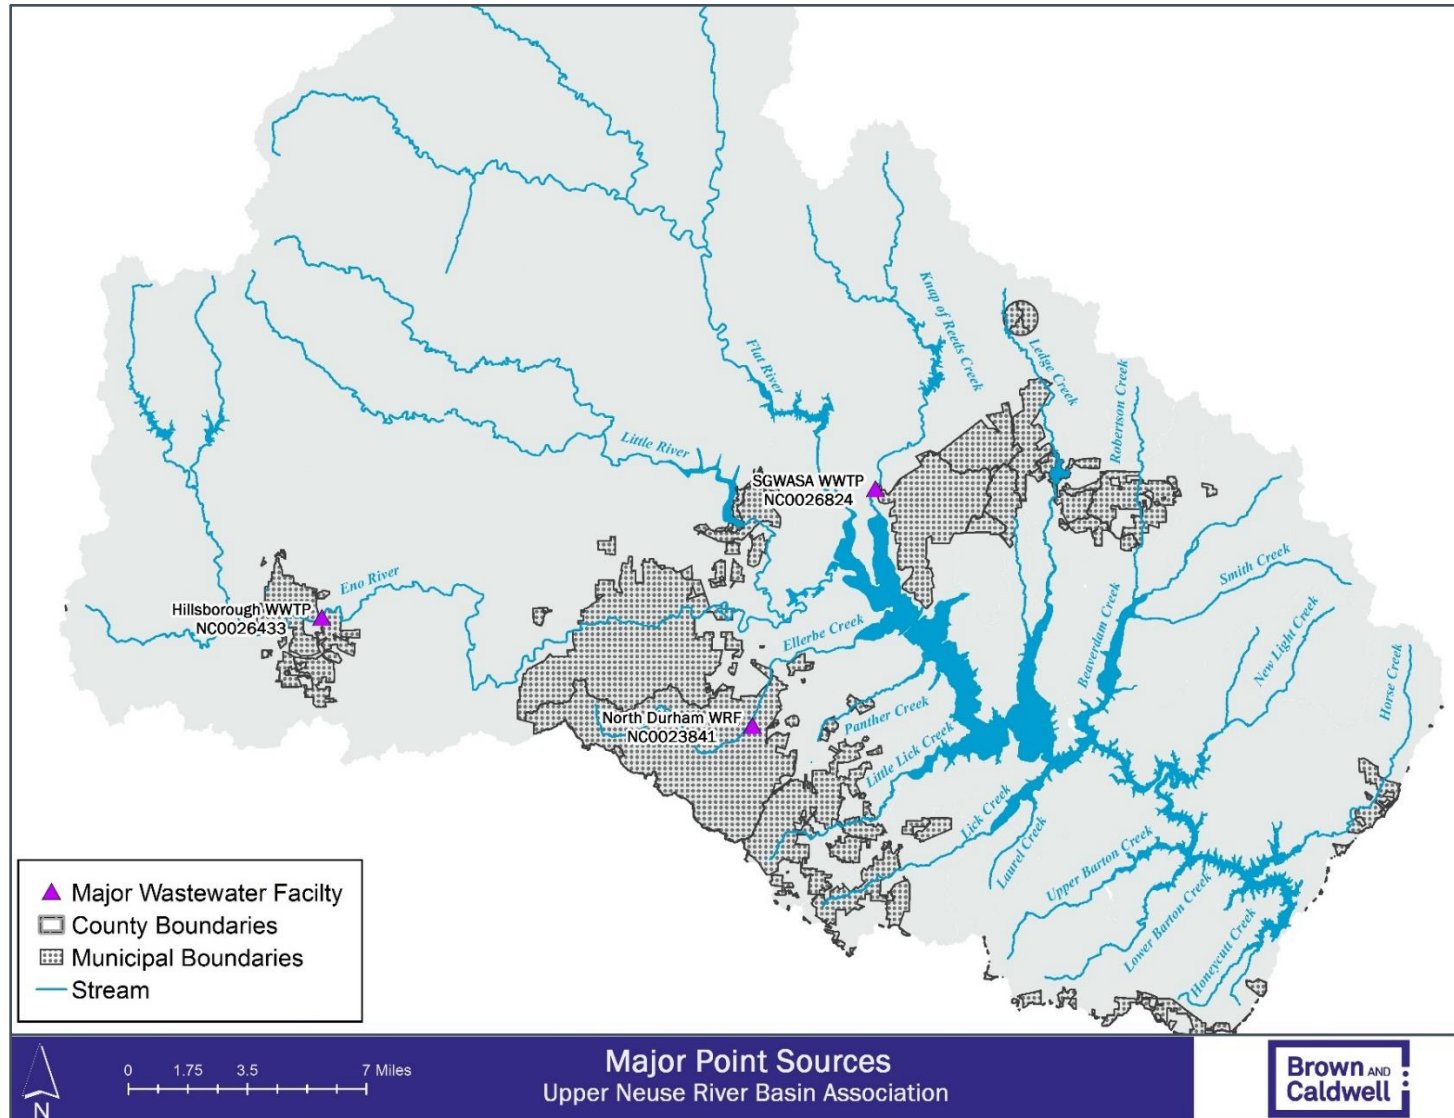 Knap of Reeds Creek
Flat River
Ledge Creek
Robertson Creek
Little River
SGWASA WWTP
NC0026824
Smith Creek
Eno River
Hillsborough WWTP
NC0026433
Ellerbe Creek
Beaverdam Creek
New Light Creek
Horse Creek
North Durham WRF
NC0023841
Panther Creek
Little Lick Creek
Lick Creek
Laurel Creek
Upper Barton Creek
Lower Barton Creek
Honeycutt Creek
Major Wastewater Facilty
County Boundaries
Municipal Boundaries
Stream
N
0 1.75 3.5 7 Miles
Major Point Sources
Upper Neuse River Basin Association
Brown AND
Caldwell